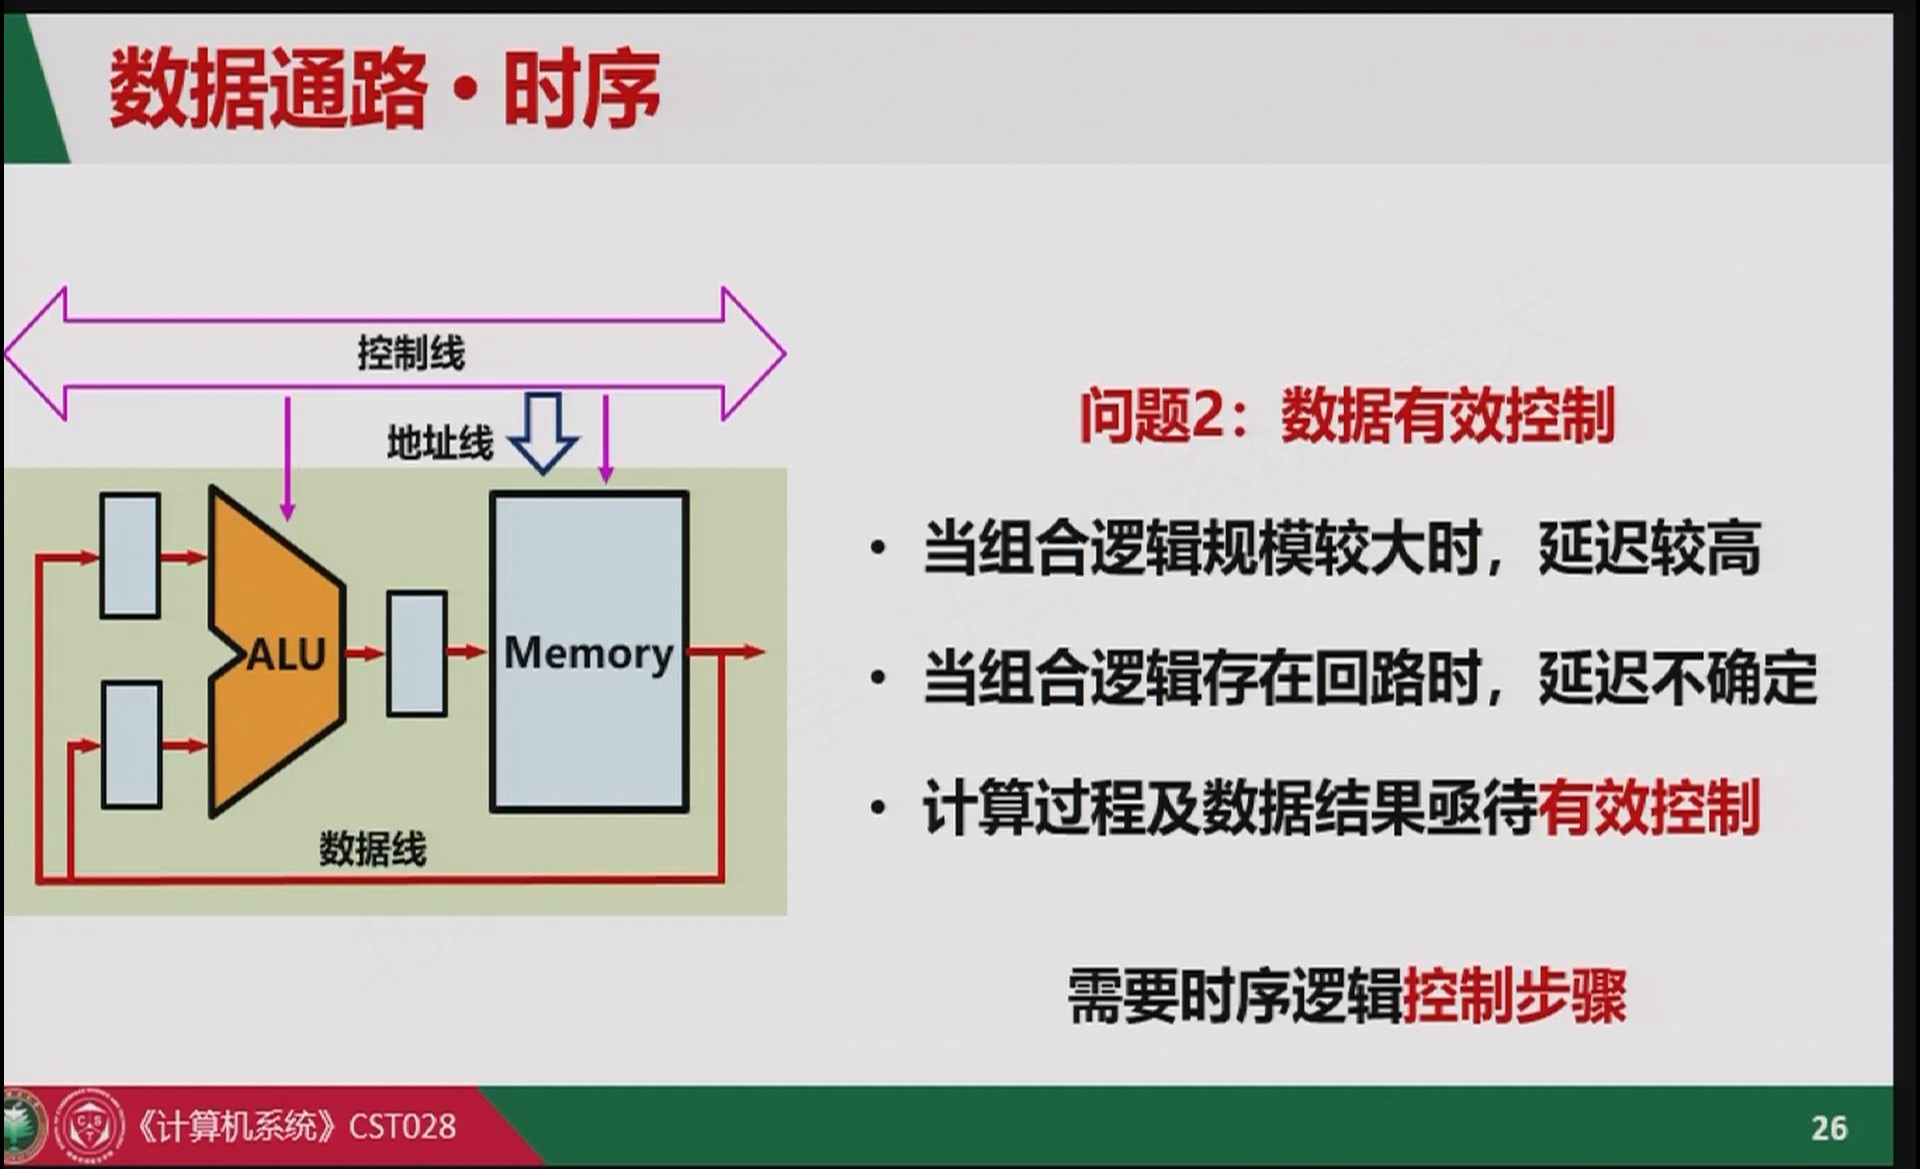 数据通路·时序
控制线
地址线
ALU
Memory
数据线
问题2：数据有效控制
• 当组合逻辑规模较大时，延迟较高
• 当组合逻辑存在回路时，延迟不确定
• 计算过程及数据结果亟待有效控制
需要时序逻辑控制步骤
《计算机系统》CST028
26